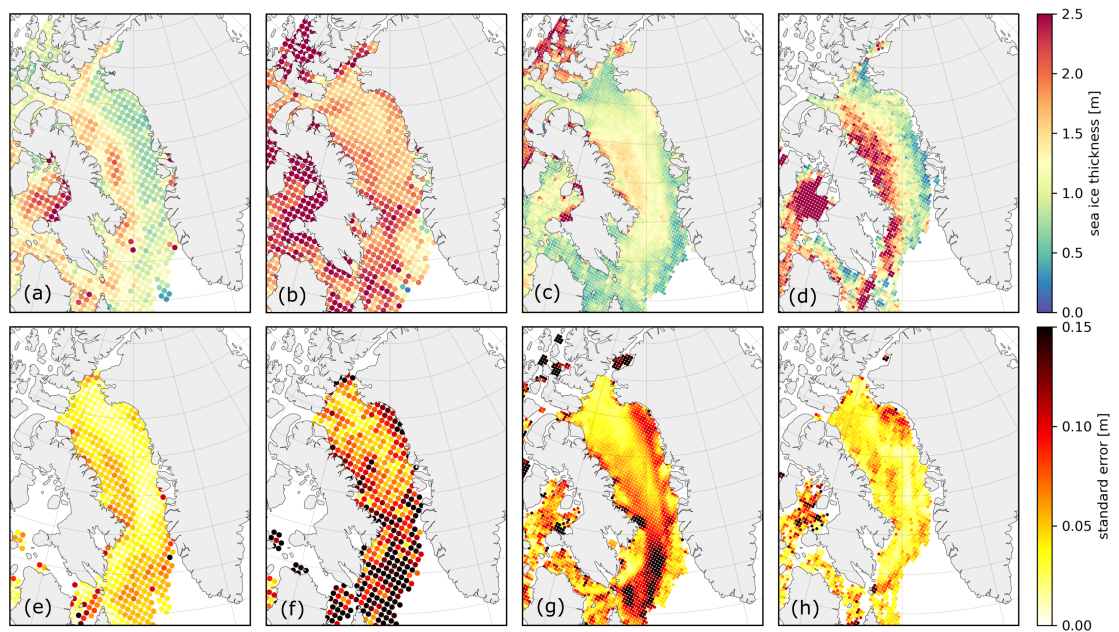 (a)
(b)
(c)
(d)
2.5
2.0
1.5
1.0
0.5
0.0
sea ice thickness [m]
(e)
(f)
(g)
(h)
0.15
0.10
0.05
0.00
standard error [m]